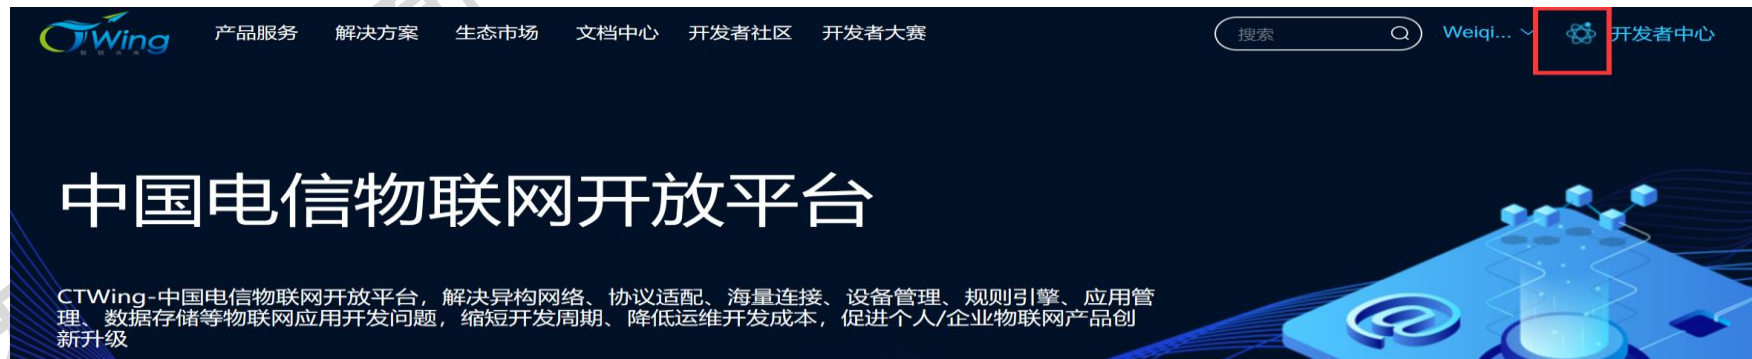 CTWing 产品服务 解决方案 生态市场 文档中心 开发者社区 开发者大赛 搜索 Weiqi... 开发者中心
中国电信物联网开放平台
CTWing-中国电信物联网开放平台，解决异构网络、协议适配、海量连接、设备管理、规则引擎、应用管
理、数据存储等物联网应用开发问题，缩短开发周期、降低运维开发成本，促进个人/企业物联网产品创
新升级